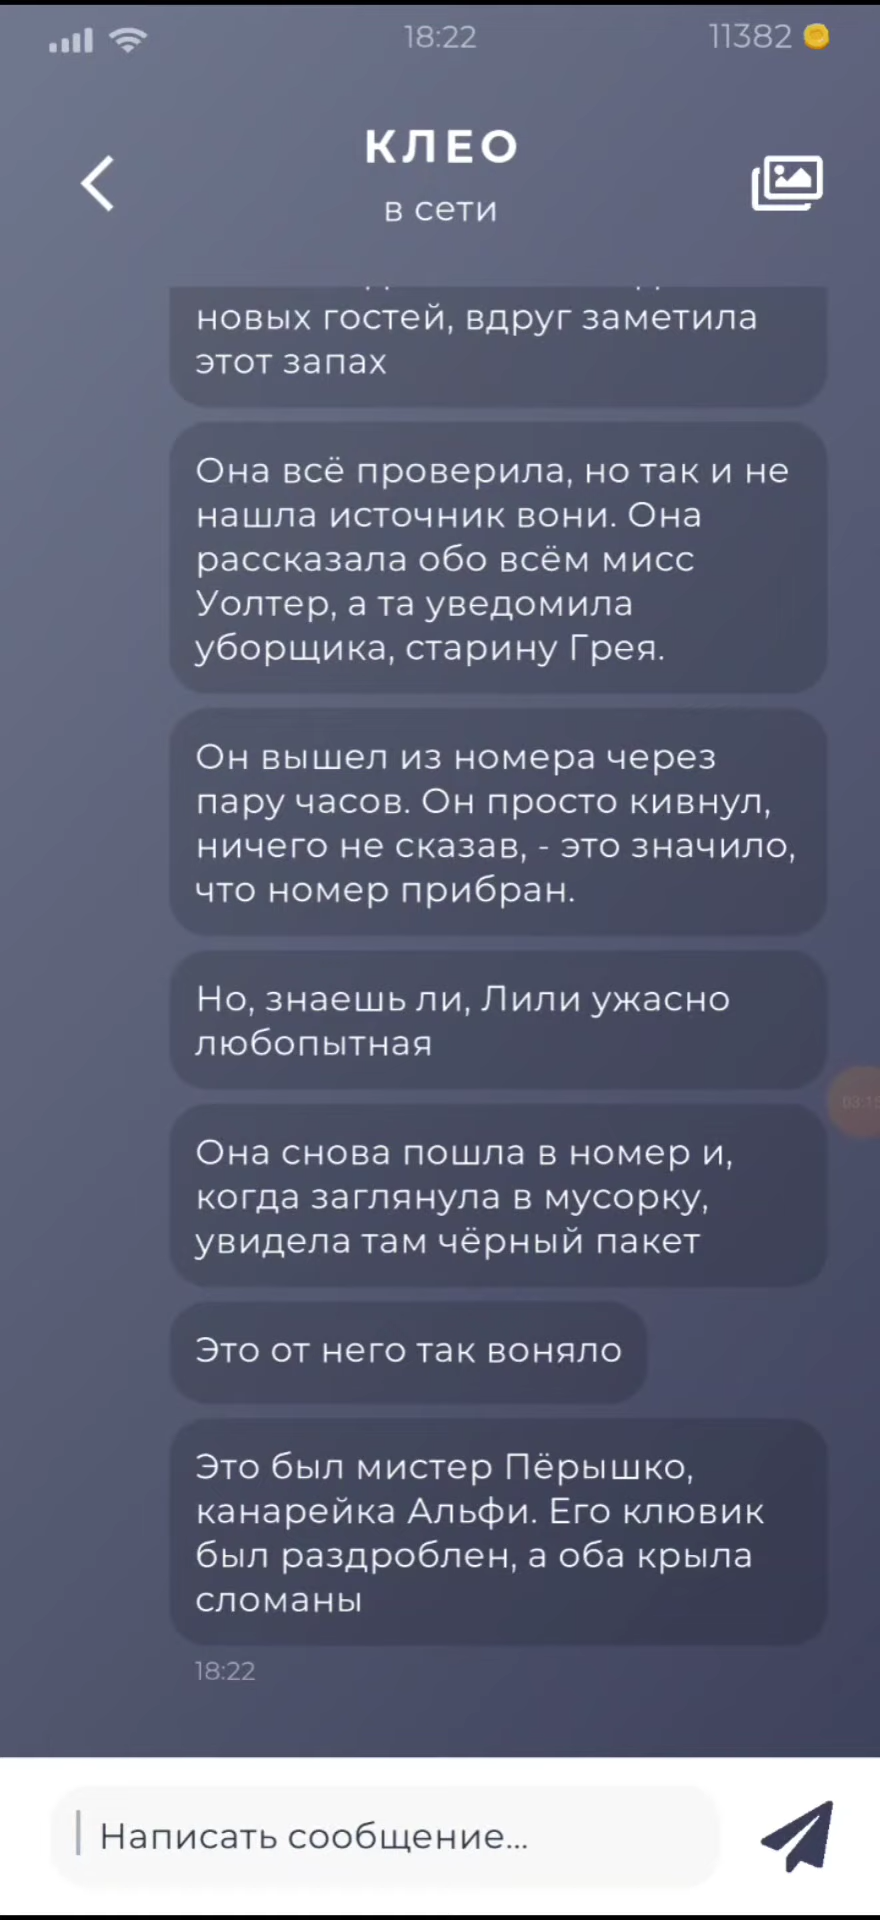 18:22
11382
КЛЕО
в сети
новых гостей, вдруг заметила
этот запах
Она всё проверила, но так и не
нашла источник вони. Она
рассказала обо всём мисс
Уолтер, а та уведомила
уборщика, старину Грея.
Он вышел из номера через
пару часов. Он просто кивнул,
ничего не сказав, - это значило,
что номер прибран.
Но, знаешь ли, Лили ужасно
любопытная
Она снова пошла в номер и,
когда заглянула в мусорку,
увидела там чёрный пакет
Это от него так воняло
Это был мистер Пёрышко,
канарейка Альфи. Его клювик
был раздроблен, а оба крыла
сломаны
18:22
Написать сообщение...